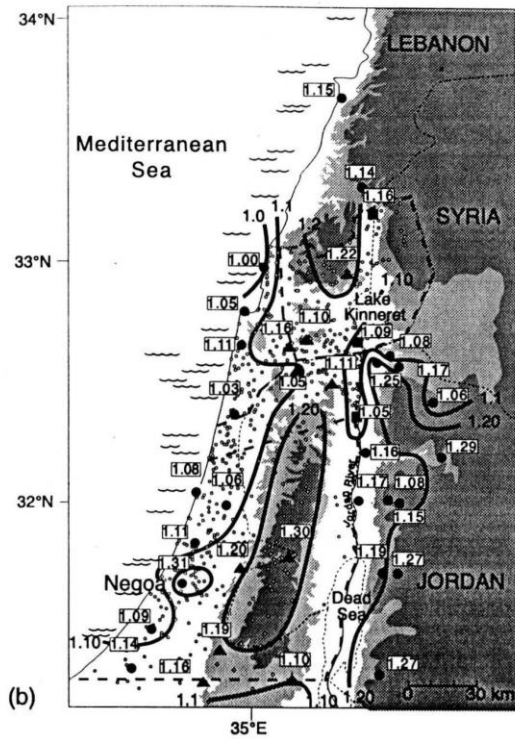 34°N
LEBANON
1.15
Mediterranean
Sea
1.14
1.16
SYRIA
1.0
1.1
1.2
33°N
1.00
1.22
1.10
Lake
Kinneret
1.05
1.10
1.16
1.09
1.08
1.11
1.11
1.17
1.05
1.25
1.06
1.1
1.03
1.20
1.05
1.20
1.16
1.29
1.08
1.06
1.17
1.08
32°N
Jordan River
1.15
1.11
1.30
1.20
1.19
1.31
1.27
Negoa
Dead
Sea
JORDAN
1.09
1.19
1.10
1.14
1.16
1.10
1.27
(b)
1.1
1.10
1.20
0
30 km
35°E